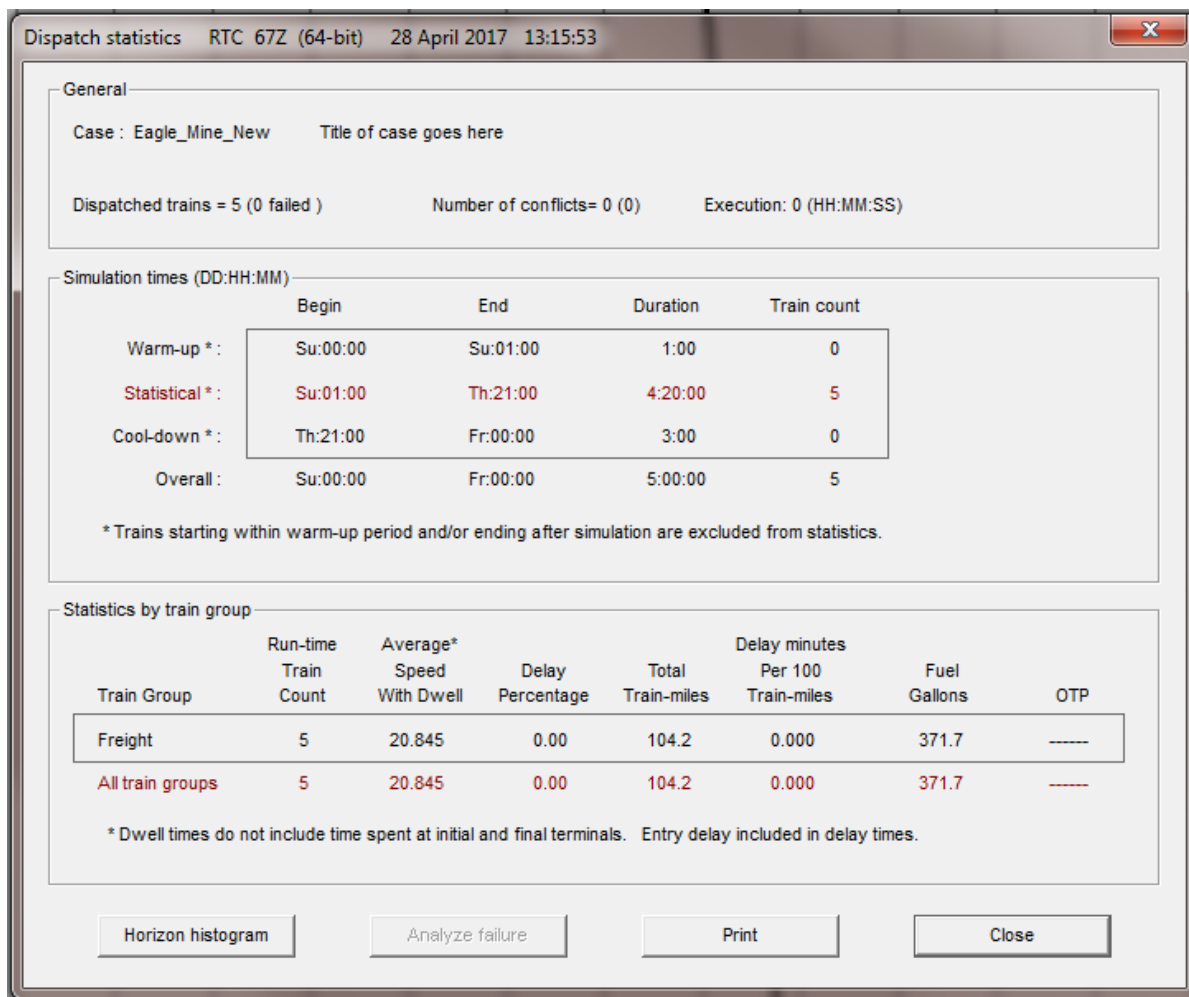 Dispatch statistics RTC 67Z (64-bit) 28 April 2017 13:15:53
X
General
Case : Eagle_Mine_New Title of case goes here
Dispatched trains = 5 (0 failed ) Number of conflicts= 0 (0) Execution: 0 (HH:MM:SS)
Simulation times (DD:HH:MM)
Begin End Duration Train count
Warm-up * : Su:00:00 Su:01:00 1:00 0
Statistical * : Su:01:00 Th:21:00 4:20:00 5
Cool-down * : Th:21:00 Fr:00:00 3:00 0
Overall : Su:00:00 Fr:00:00 5:00:00 5
* Trains starting within warm-up period and/or ending after simulation are excluded from statistics.
Statistics by train group
Run-time Average* Delay minutes
Train Speed Delay Total Per 100 Fuel
Train Group Count With Dwell Percentage Train-miles Train-miles Gallons OTP
Freight 5 20.845 0.00 104.2 0.000 371.7 ------
All train groups 5 20.845 0.00 104.2 0.000 371.7 ------
* Dwell times do not include time spent at initial and final terminals. Entry delay included in delay times.
Horizon histogram Analyze failure Print Close